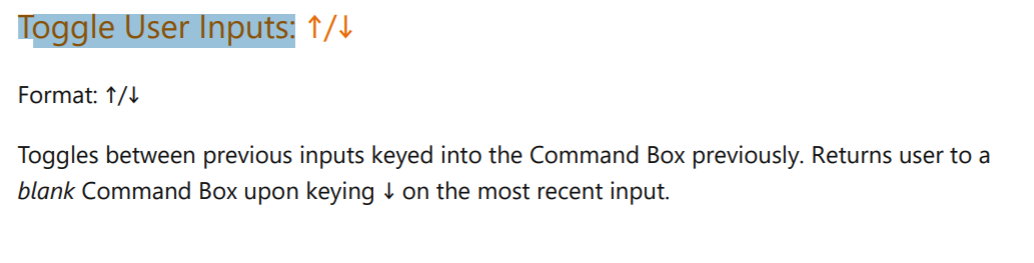 Toggle User Inputs: ↑/↓
Format: ↑/↓
Toggles between previous inputs keyed into the Command Box previously. Returns user to a
blank Command Box upon keying ↓ on the most recent input.